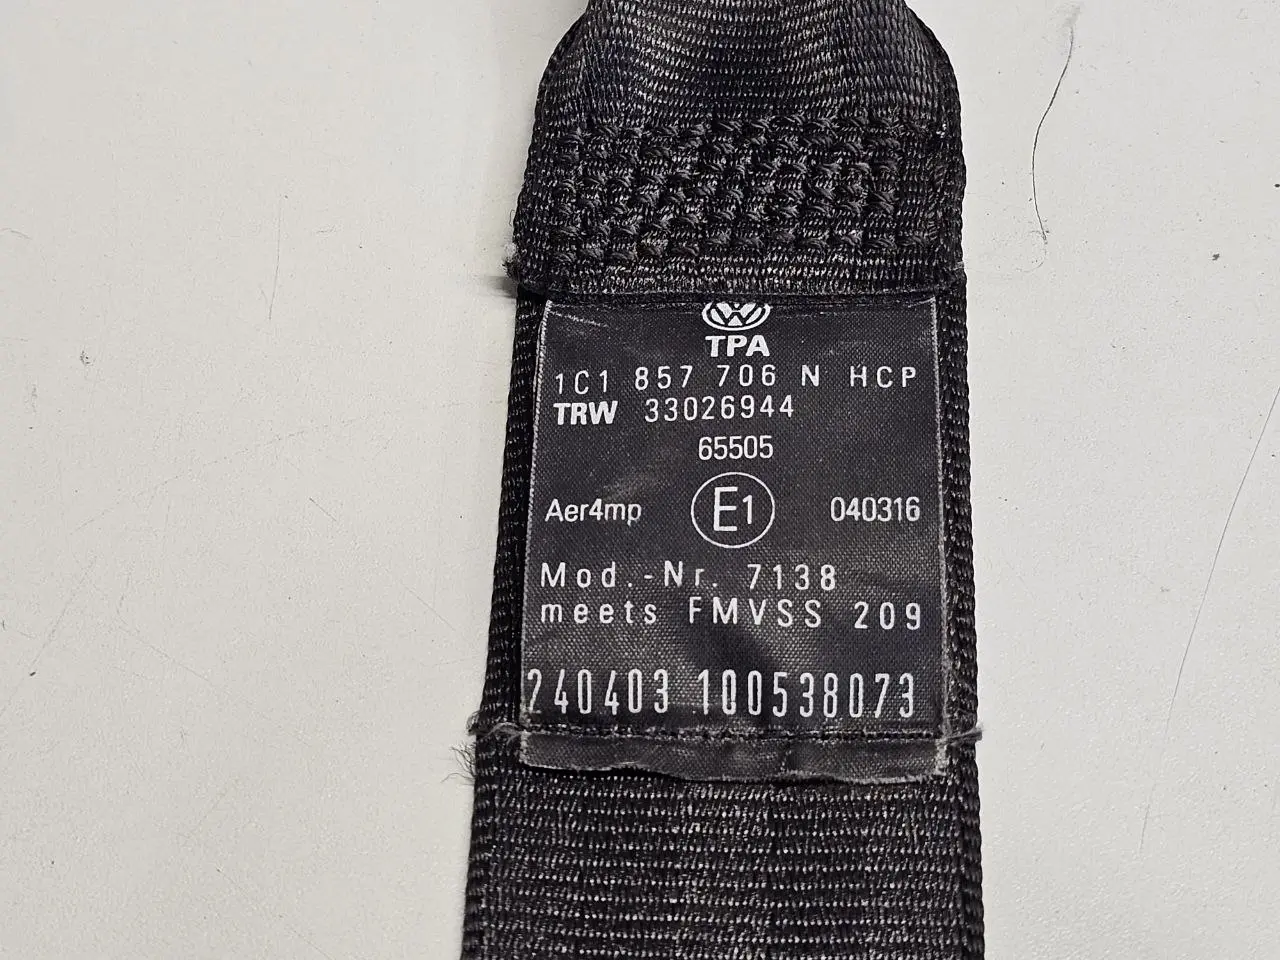 TPA
1C1 857 706 N HCP
TRW 33026944
65505
Aer4mp E1 040316
Mod.-Nr. 7138
meets FMVSS 209
240403 100538073